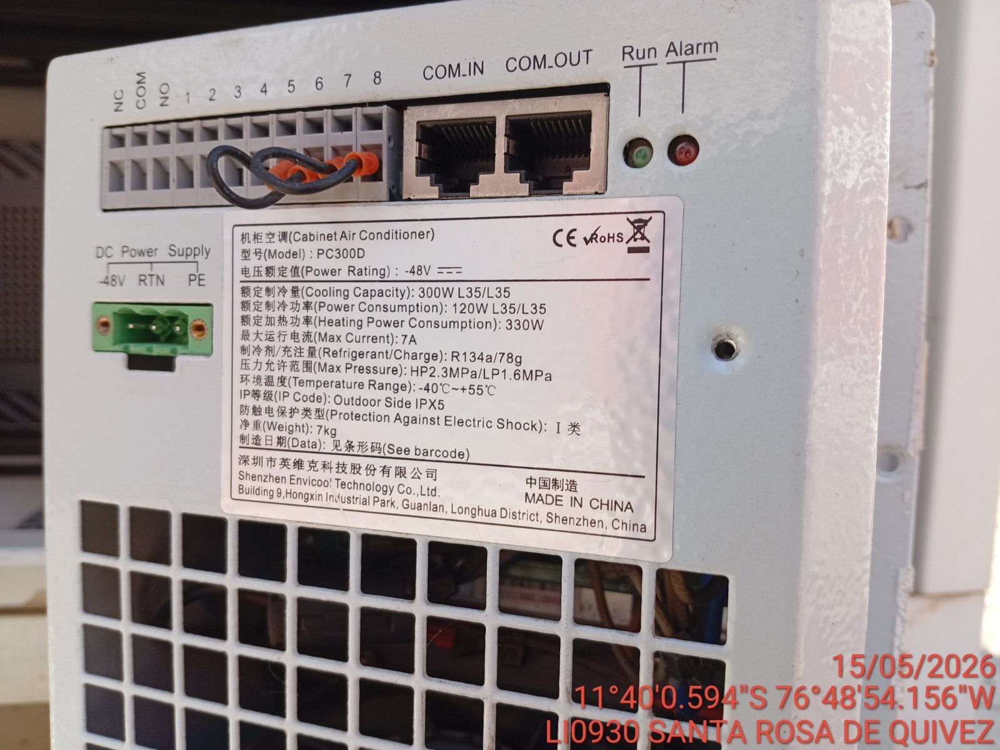 NC COM NO 1 2 3 4 5 6 7 8 COM_IN COM_OUT Run Alarm
DC Power Supply
-48V RTN PE
机柜空调(Cabinet Air Conditioner)
CE RoHS
型号(Model) : PC300D
电压额定值(Power Rating) : -48V
额定制冷量(Cooling Capacity): 300W L35/L35
额定制冷功率(Power Consumption): 120W L35/L35
额定加热功率(Heating Power Consumption): 330W
最大运行电流(Max Current): 7A
制冷剂/充注量(Refrigerant/Charge): R134a/78g
压力允许范围(Max Pressure): HP2.3MPa/LP1.6MPa
环境温度(Temperature Range): -40℃~+55℃
IP等级(IP Code): Outdoor Side IPX5
防触电保护类型(Protection Against Electric Shock): I 类
净重(Weight): 7kg
制造日期(Data): 见条形码(See barcode)
深圳市英维克科技股份有限公司
Shenzhen Envicool Technology Co.,Ltd.
中国制造
MADE IN CHINA
Building 9,Hongxin Industrial Park, Guanlan, Longhua District, Shenzhen, China
15/05/2026
11°40'0.594"S 76°48'54.156"W
LI0930 SANTA ROSA DE QUIVEZ